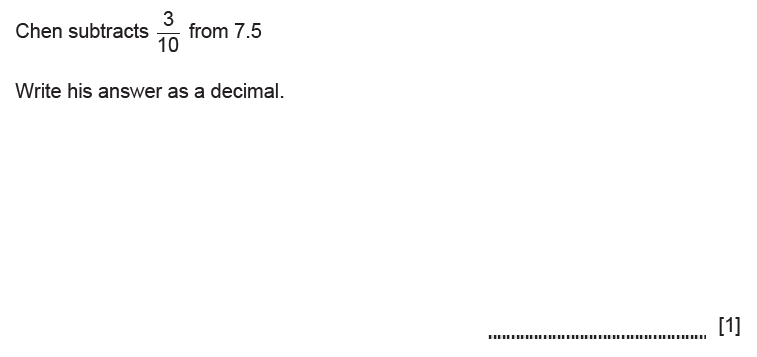 Chen subtracts 3/10 from 7.5
Write his answer as a decimal.
[1]